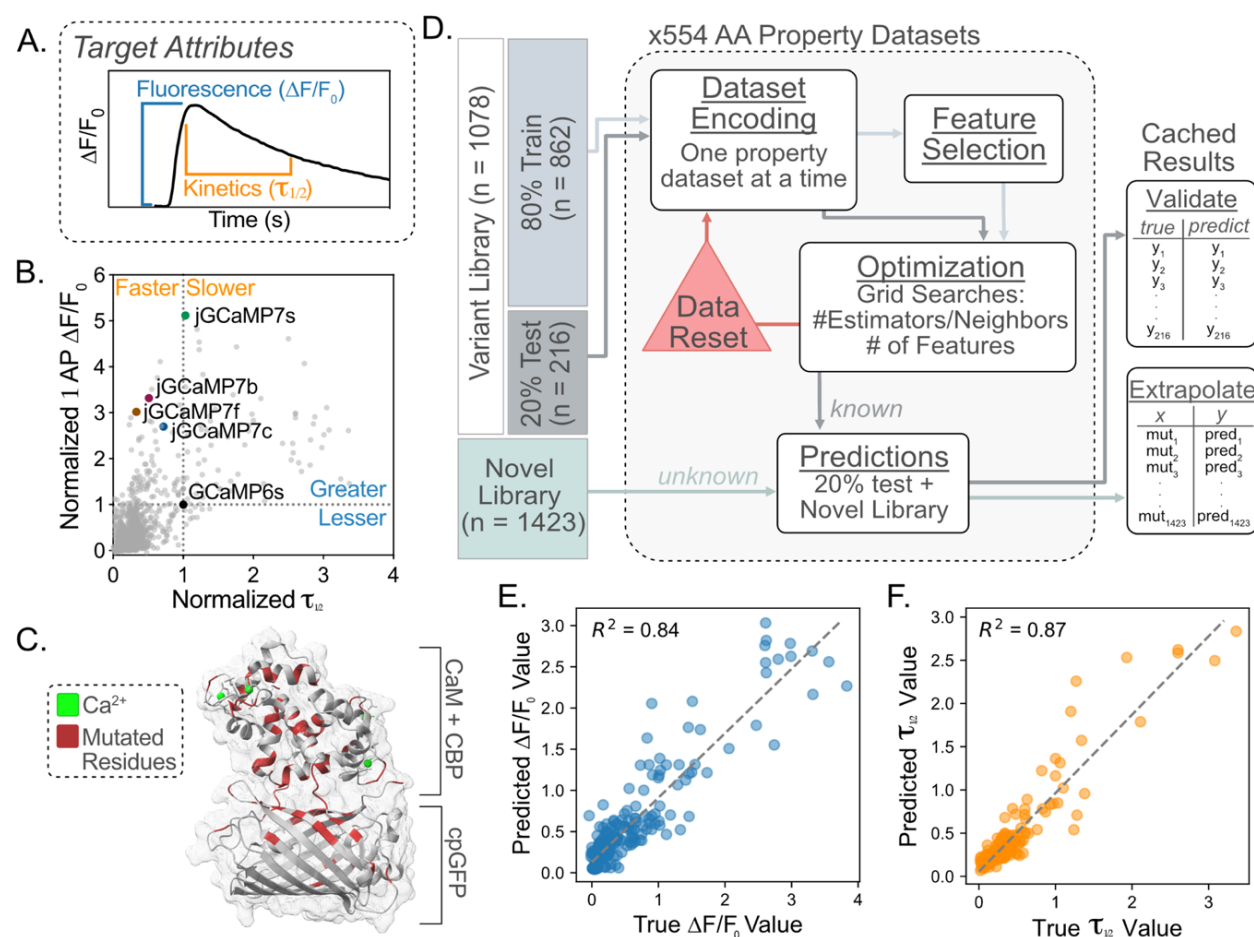 A.
Target Attributes
Fluorescence (ΔF/F0)
Kinetics (τ1/2)
ΔF/F0
Time (s)
B.
Faster Slower
jGCaMP7s
jGCaMP7b
jGCaMP7f
jGCaMP7c
GCaMP6s
Greater
Lesser
Normalized 1 AP ΔF/F0
6
5
4
3
2
1
0
0 1 2 3 4
Normalized τ1/2
C.
Ca2+
Mutated
Residues
CaM + CBP
cpGFP
D.
x554 AA Property Datasets
Variant Library (n = 1078)
80% Train
(n = 862)
20% Test
(n = 216)
Novel
Library
(n = 1423)
Dataset
Encoding
One property
dataset at a time
Feature
Selection
Data
Reset
Optimization
Grid Searches:
#Estimators/Neighbors
# of Features
known
unknown
Predictions
20% test +
Novel Library
Cached
Results
Validate
true predict
y1 y1
y2 y2
y3 y3
. .
. .
. .
y216 y216
Extrapolate
x y
mut1 pred1
mut2 pred2
mut3 pred3
. .
. .
. .
mut1423 pred1423
E.
R2 = 0.84
Predicted ΔF/F0 Value
3.0
2.5
2.0
1.5
1.0
0.5
0.0
0 1 2 3 4
True ΔF/F0 Value
F.
R2 = 0.87
Predicted τ1/2 Value
3.0
2.5
2.0
1.5
1.0
0.5
0.0
0 1 2 3
True τ1/2 Value